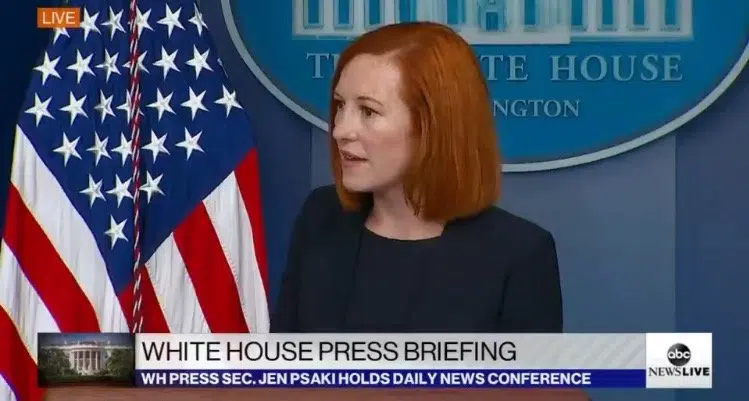 LIVE
THE WHITE HOUSE
WASHINGTON
WHITE HOUSE PRESS BRIEFING
WH PRESS SEC. JEN PSAKI HOLDS DAILY NEWS CONFERENCE
abc
NEWS LIVE